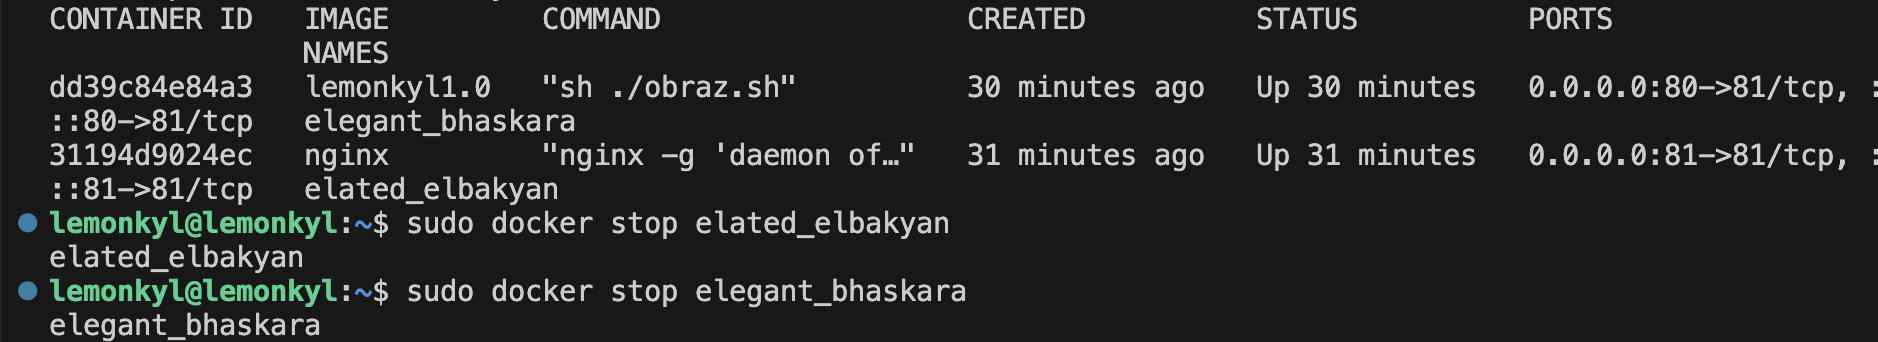 CONTAINER ID   IMAGE         COMMAND                  CREATED          STATUS          PORTS
               NAMES
dd39c84e84a3   lemonkyl1.0   "sh ./obraz.sh"          30 minutes ago   Up 30 minutes   0.0.0.0:80->81/tcp, :
::80->81/tcp   elegant_bhaskara
31194d9024ec   nginx         "nginx -g 'daemon of…"   31 minutes ago   Up 31 minutes   0.0.0.0:81->81/tcp, :
::81->81/tcp   elated_elbakyan
lemonkyl@lemonkyl:~$ sudo docker stop elated_elbakyan
elated_elbakyan
lemonkyl@lemonkyl:~$ sudo docker stop elegant_bhaskara
elegant_bhaskara